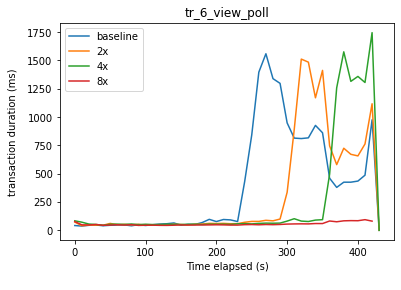 tr_6_view_poll
baseline
2x
4x
8x
transaction duration (ms)
1750
1500
1250
1000
750
500
250
0
0
100
200
300
400
Time elapsed (s)